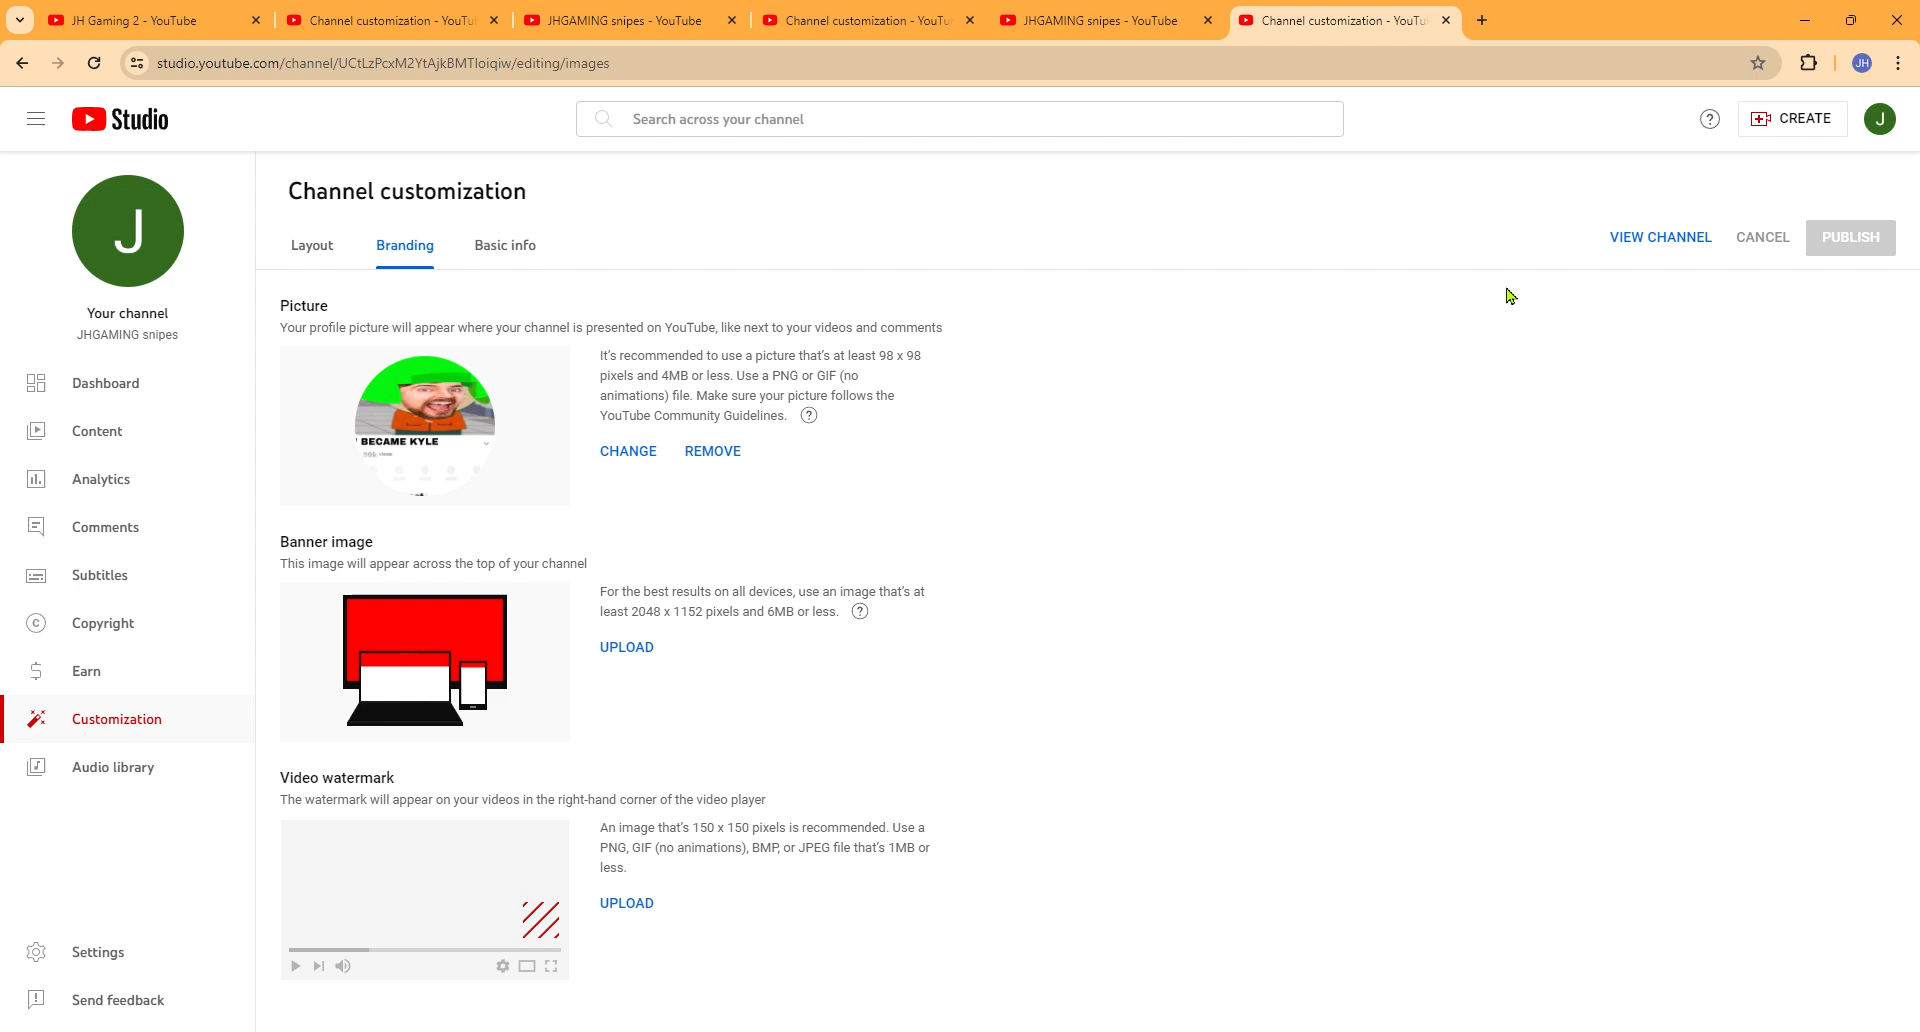 JH Gaming 2 - YouTube
Channel customization - YouTu
JHGAMING snipes - YouTube
Channel customization - YouTu
JHGAMING snipes - YouTube
Channel customization - YouTu
studio.youtube.com/channel/UCtLzPcxM2YtAjkBMTloiqiw/editing/images
JH
Studio
Search across your channel
?
CREATE
J
J
Your channel
JHGAMING snipes
Dashboard
Content
Analytics
Comments
Subtitles
Copyright
Earn
Customization
Audio library
Settings
Send feedback
Channel customization
Layout
Branding
Basic info
VIEW CHANNEL
CANCEL
PUBLISH
Picture
Your profile picture will appear where your channel is presented on YouTube, like next to your videos and comments
BECAME KYLE
views
It's recommended to use a picture that's at least 98 x 98
pixels and 4MB or less. Use a PNG or GIF (no
animations) file. Make sure your picture follows the
YouTube Community Guidelines. ?
CHANGE
REMOVE
Banner image
This image will appear across the top of your channel
For the best results on all devices, use an image that's at
least 2048 x 1152 pixels and 6MB or less. ?
UPLOAD
Video watermark
The watermark will appear on your videos in the right-hand corner of the video player
An image that's 150 x 150 pixels is recommended. Use a
PNG, GIF (no animations), BMP, or JPEG file that's 1MB or
less.
UPLOAD